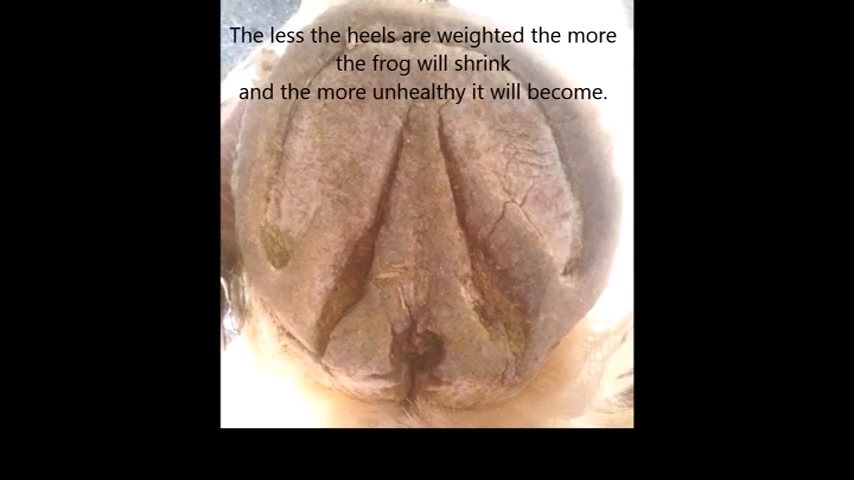 The less the heels are weighted the more
the frog will shrink
and the more unhealthy it will become.